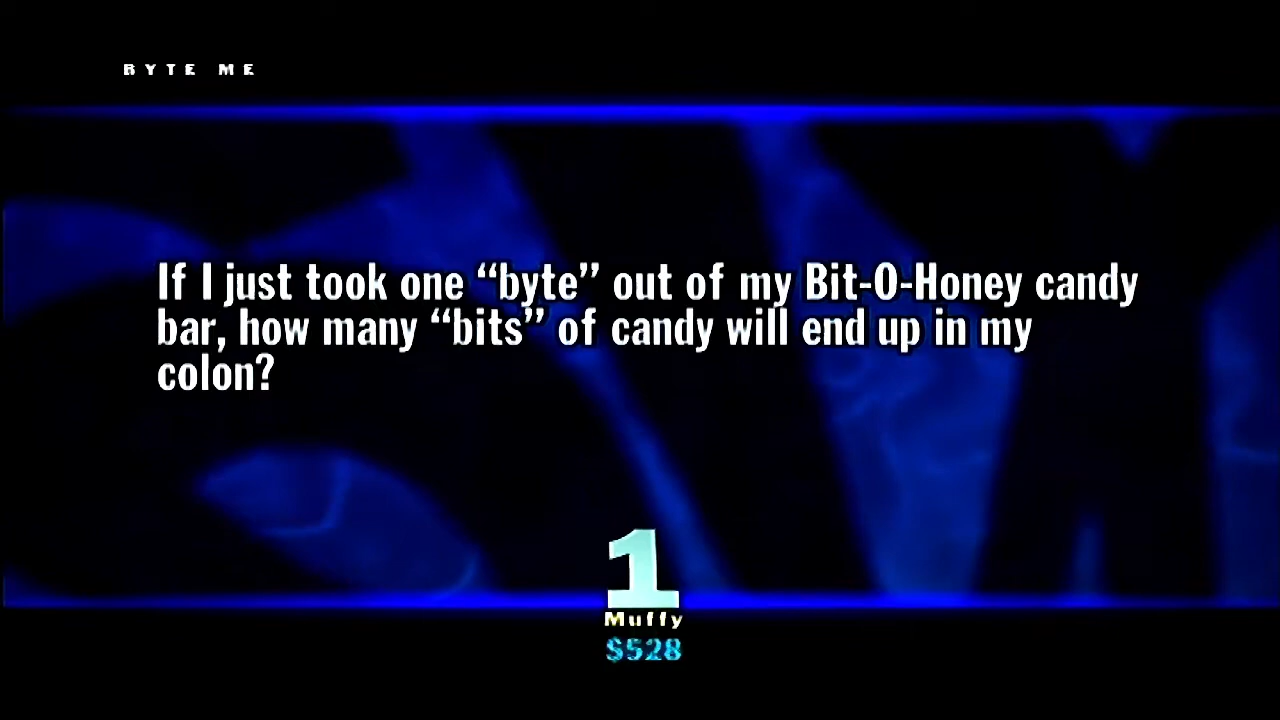 BYTE ME
If I just took one “byte” out of my Bit-O-Honey candy
bar, how many “bits” of candy will end up in my
colon?
1
Muffy
$528